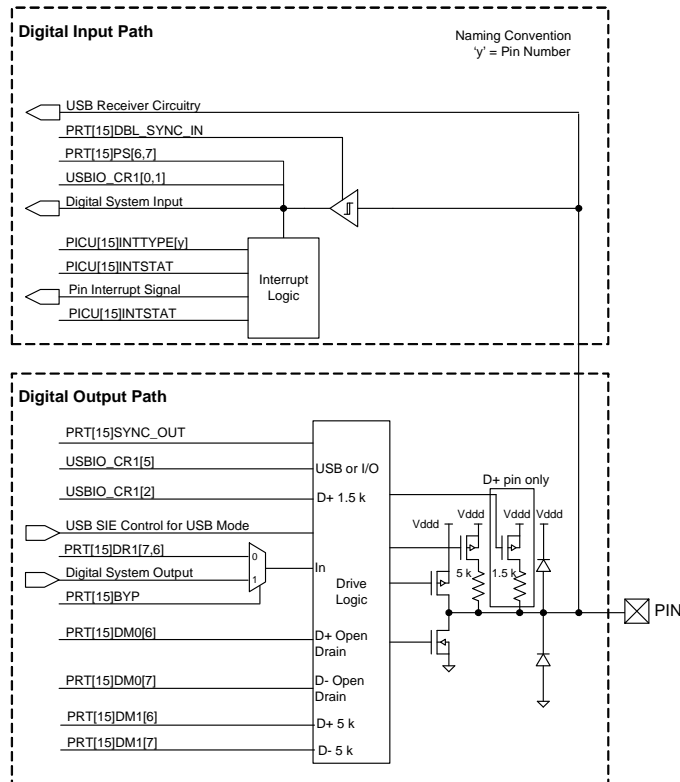 Digital Input Path
Naming Convention
'y' = Pin Number
USB Receiver Circuitry
PRT[15]DBL_SYNC_IN
PRT[15]PS[6,7]
USBIO_CR1[0,1]
Digital System Input
PICU[15]INTTYPE[y]
PICU[15]INTSTAT
Pin Interrupt Signal
PICU[15]INTSTAT
Interrupt
Logic
Digital Output Path
PRT[15]SYNC_OUT
USBIO_CR1[5]
USB or I/O
D+ pin only
USBIO_CR1[2]
D+ 1.5 k
Vddd
Vddd
Vddd
Vddd
USB SIE Control for USB Mode
PRT[15]DR1[7,6]
0
Digital System Output
1
PRT[15]BYP
In
Drive
Logic
5 k
1.5 k
PIN
PRT[15]DM0[6]
D+ Open
Drain
PRT[15]DM0[7]
D- Open
Drain
PRT[15]DM1[6]
D+ 5 k
PRT[15]DM1[7]
D- 5 k